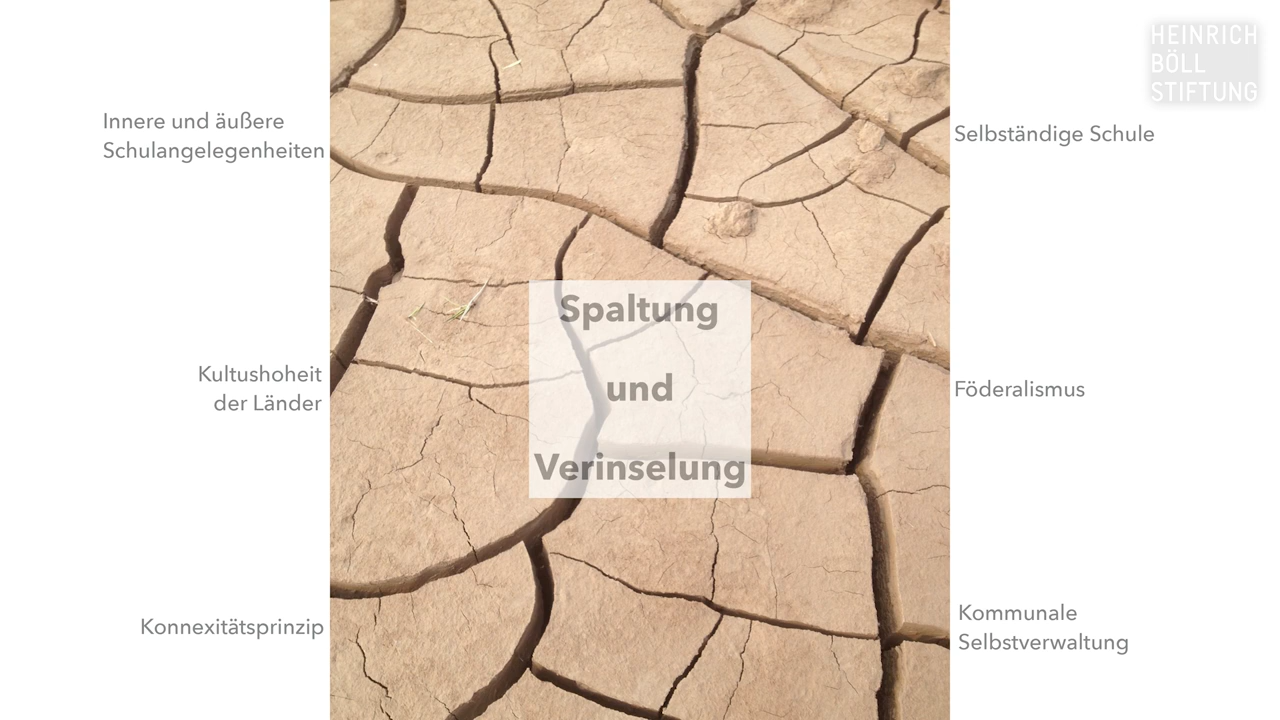 HEINRICH
BÖLL
STIFTUNG
Innere und äußere
Schulangelegenheiten
Selbständige Schule
Spaltung
und
Verinselung
Kultushoheit
der Länder
Föderalismus
Konnexitätsprinzip
Kommunale
Selbstverwaltung